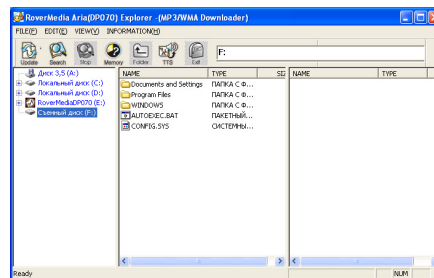 RoverMedia Aria(DP070) Explorer -(MP3/WMA Downloader)
FILE(F) EDIT(E) VIEW(V) INFORMATION(H)
Update Search Stop Memory Folder TTS Exit F:
Диск 3,5 (A:)
Локальный диск (C:)
Локальный диск (D:)
RoverMediaDP070 (E:)
Съемный диск (F:)
NAME TYPE SIZ
Documents and Settings ПАПКА С Ф...
Program Files ПАПКА С Ф...
WINDOWS ПАПКА С Ф...
AUTOEXEC.BAT ПАКЕТНЫЙ...
CONFIG.SYS СИСТЕМНЫ...
NAME TYPE
Ready NUM